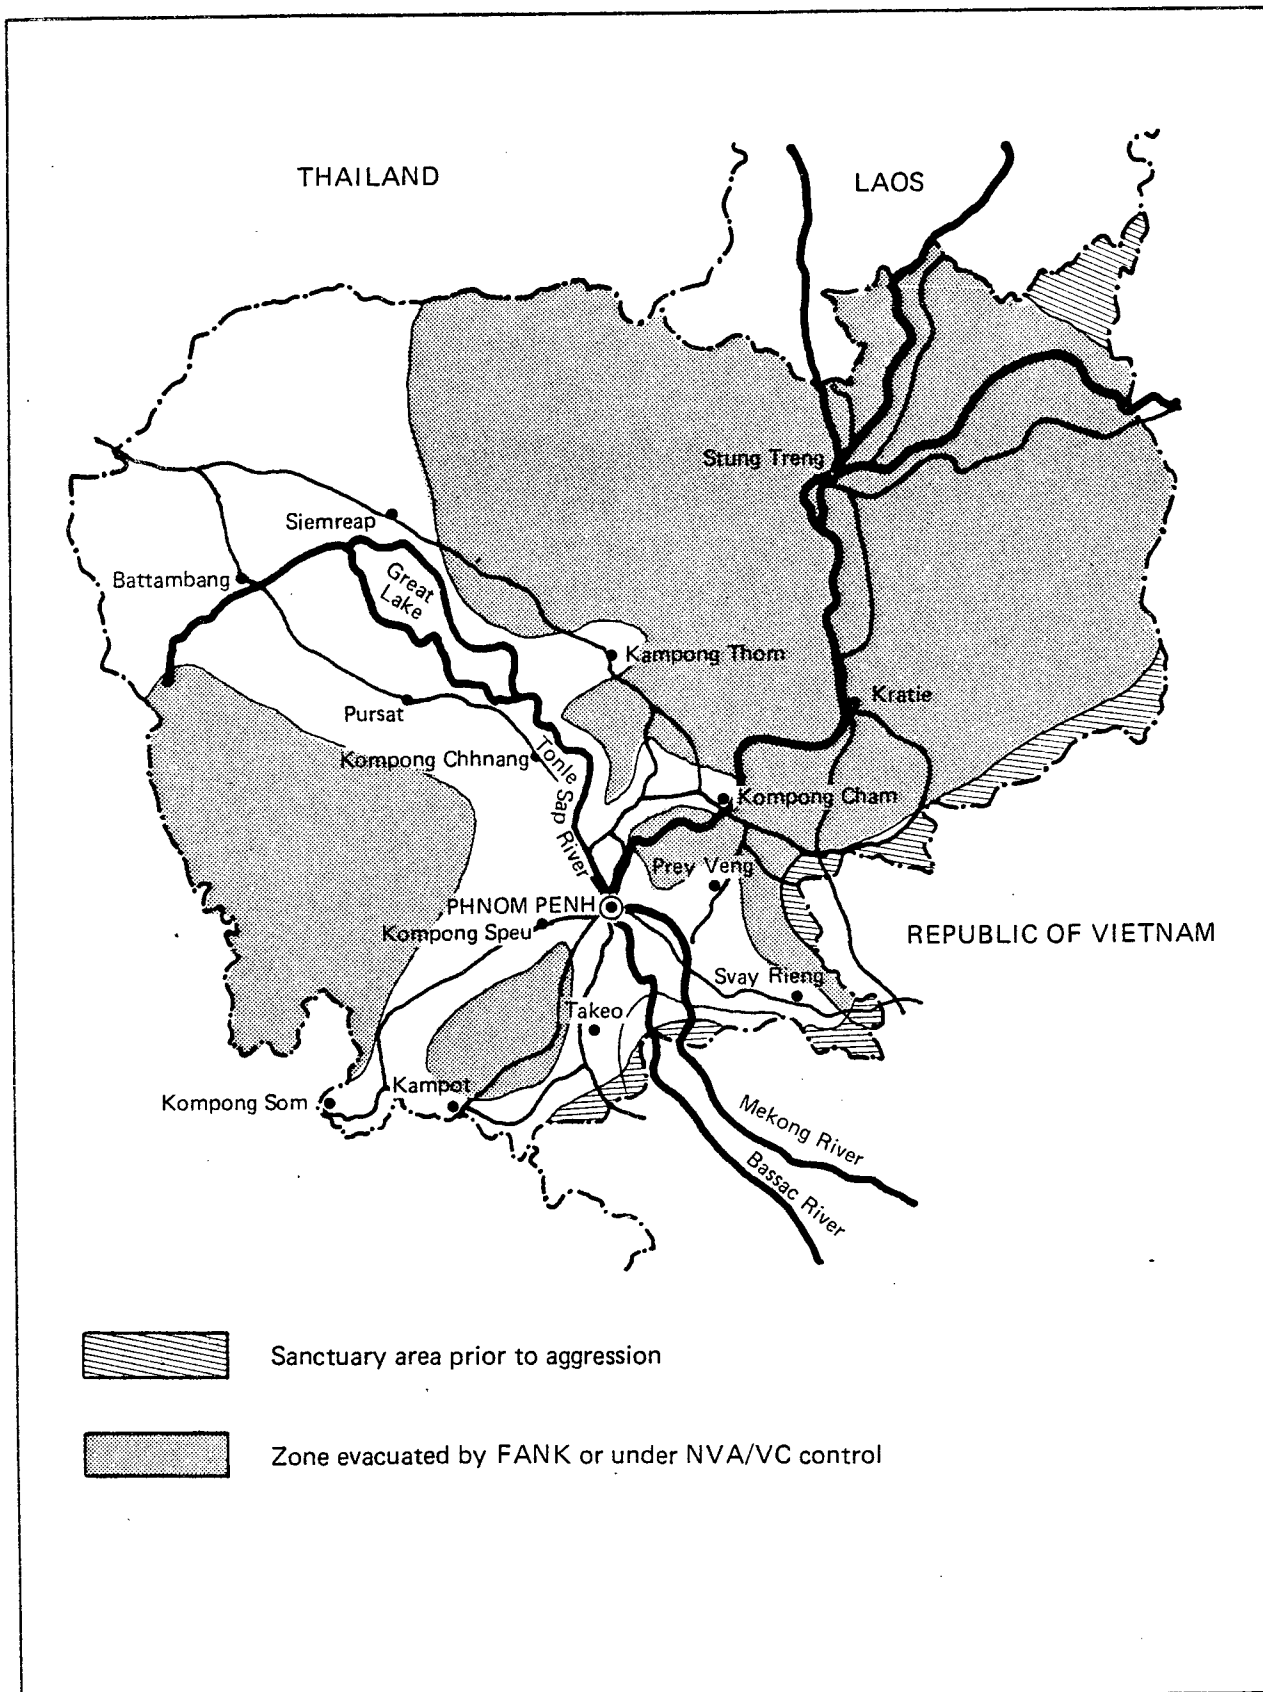 THAILAND
LAOS
Stung Treng
Siemreap
Battambang
Great
Lake
Kampong Thom
Kratie
Pursat
Kompong Chhnang
Tonle Sap River
Kompong Cham
Prey Veng
PHNOM PENH
Kompong Speu
REPUBLIC OF VIETNAM
Svay Rieng
Takeo
Kampot
Kompong Som
Mekong River
Bassac River
Sanctuary area prior to aggression
Zone evacuated by FANK or under NVA/VC control